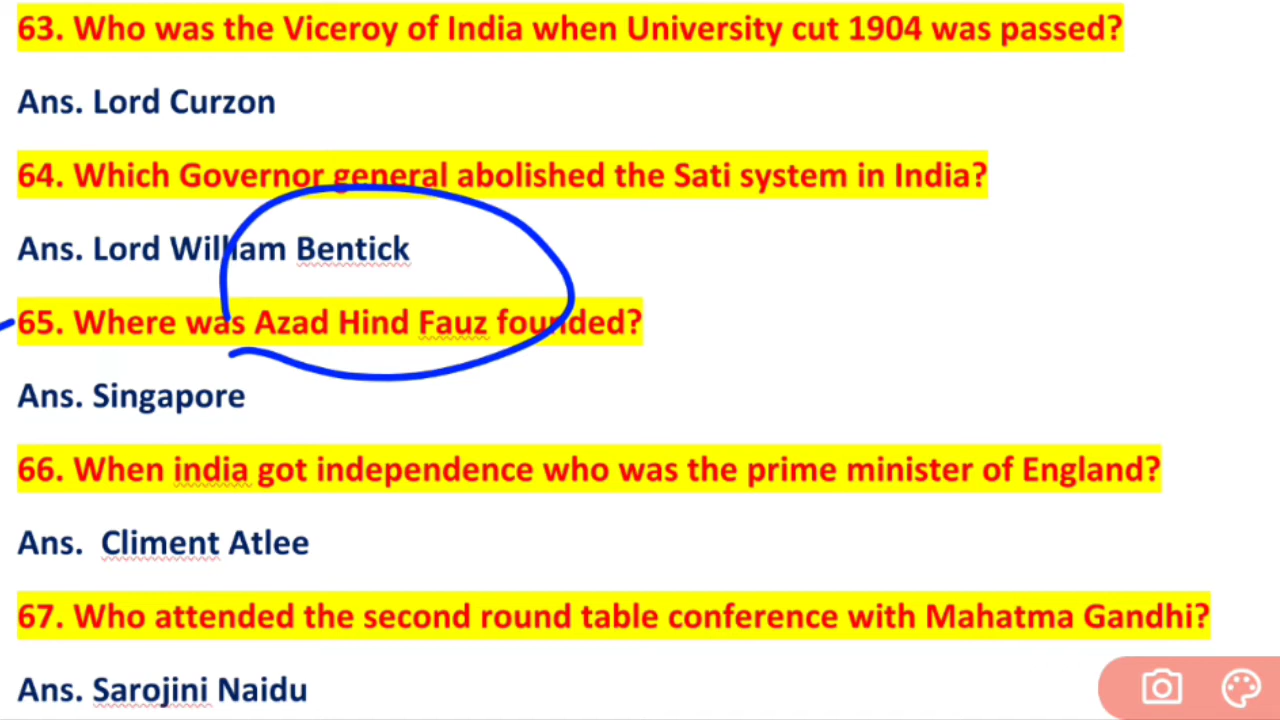 63. Who was the Viceroy of India when University cut 1904 was passed?
Ans. Lord Curzon
64. Which Governor general abolished the Sati system in India?
Ans. Lord William Bentick
65. Where was Azad Hind Fauz founded?
Ans. Singapore
66. When india got independence who was the prime minister of England?
Ans. Climent Atlee
67. Who attended the second round table conference with Mahatma Gandhi?
Ans. Sarojini Naidu